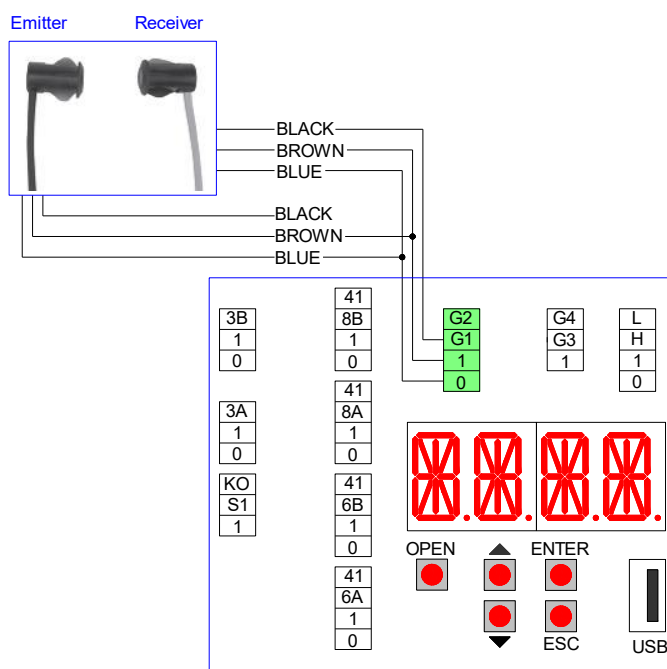 Emitter Receiver
BLACK
BROWN
BLUE
BLACK
BROWN
BLUE
3B
1
0
3A
1
0
KO
S1
1
41
8B
1
0
41
8A
1
0
41
6B
1
0
41
6A
1
0
G2
G1
1
0
G4
G3
1
L
H
1
0
OPEN ENTER
ESC USB